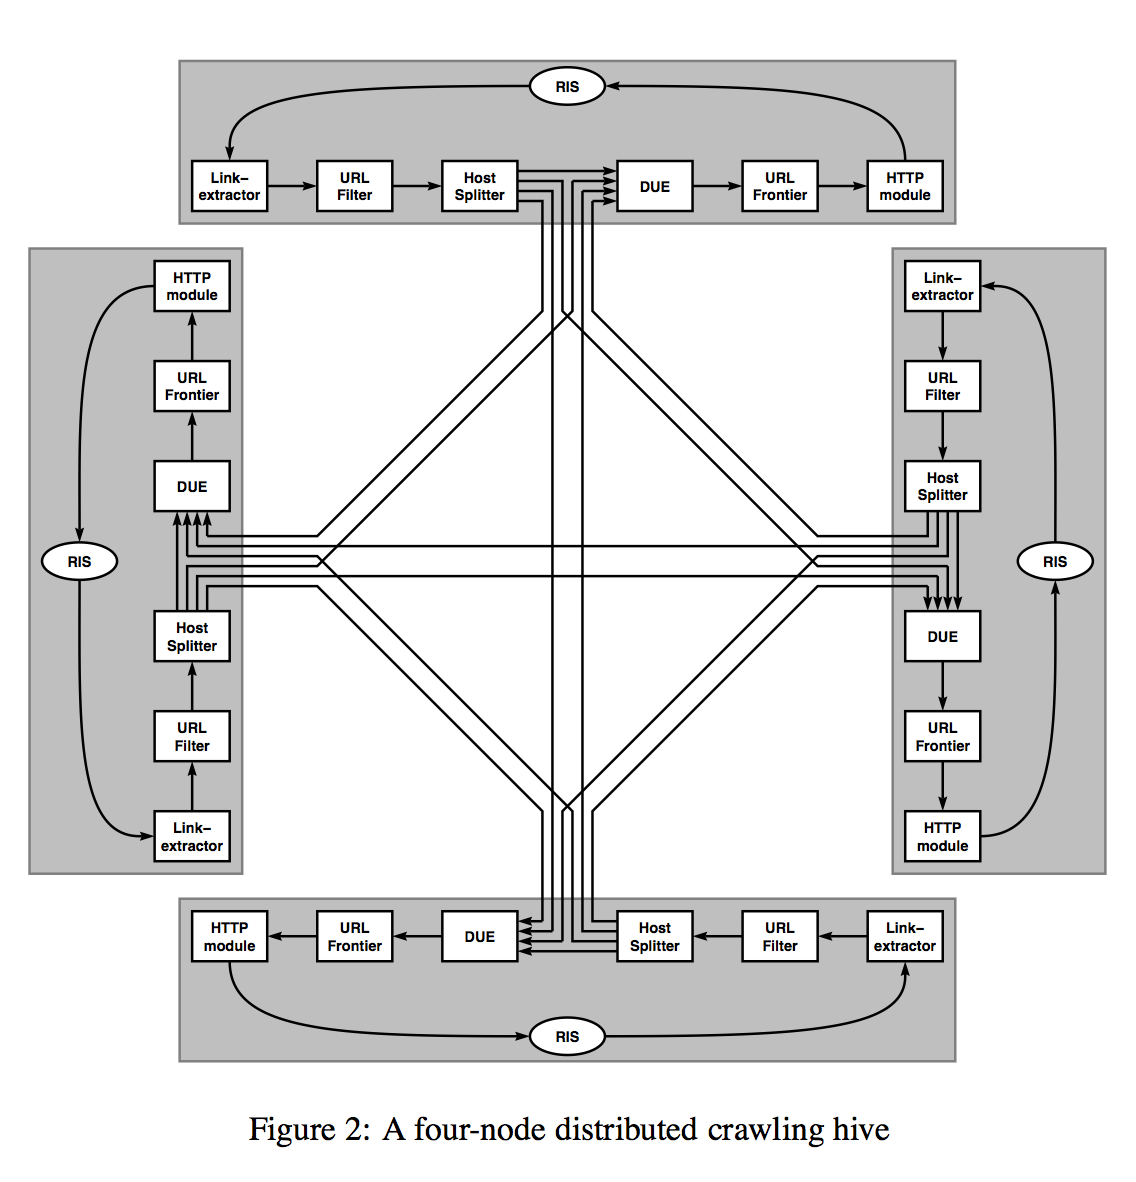 RIS
Link–
extractor
URL
Filter
Host
Splitter
DUE
URL
Frontier
HTTP
module
HTTP
module
URL
Frontier
DUE
RIS
Host
Splitter
URL
Filter
Link–
extractor
Link–
extractor
URL
Filter
Host
Splitter
RIS
DUE
URL
Frontier
HTTP
module
HTTP
module
URL
Frontier
DUE
Host
Splitter
URL
Filter
Link–
extractor
RIS
Figure 2: A four-node distributed crawling hive